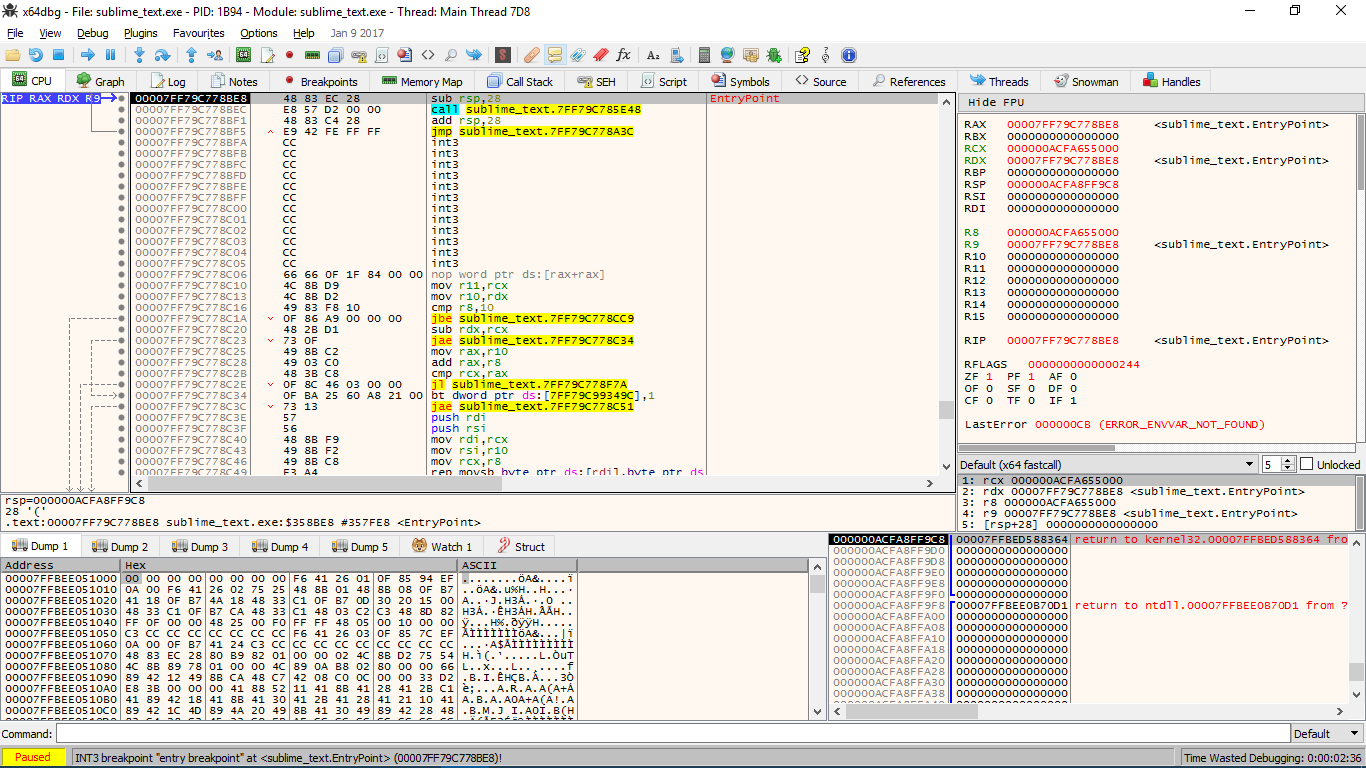 x64dbg - File: sublime_text.exe - PID: 1B94 - Module: sublime_text.exe - Thread: Main Thread 7D8
File View Debug Plugins Favourites Options Help Jan 9 2017
CPU Graph Log Notes Breakpoints Memory Map Call Stack SEH Script Symbols Source References Threads Snowman Handles
RIP RAX RDX R9
00007FF79C778BE8 48 83 EC 28 sub rsp,28 EntryPoint
00007FF79C778BEC E8 57 D2 00 00 call sublime_text.7FF79C785E48
00007FF79C778BF1 48 83 C4 28 add rsp,28
00007FF79C778BF5 E9 42 FE FF FF jmp sublime_text.7FF79C778A3C
00007FF79C778BFA CC int3
00007FF79C778BFB CC int3
00007FF79C778BFC CC int3
00007FF79C778BFD CC int3
00007FF79C778BFE CC int3
00007FF79C778BFF CC int3
00007FF79C778C00 CC int3
00007FF79C778C01 CC int3
00007FF79C778C02 CC int3
00007FF79C778C03 CC int3
00007FF79C778C04 CC int3
00007FF79C778C05 CC int3
00007FF79C778C06 66 66 0F 1F 84 00 00 nop word ptr ds:[rax+rax]
00007FF79C778C10 4C 8B D9 mov r11,rcx
00007FF79C778C13 4C 8B D2 mov r10,rdx
00007FF79C778C16 49 83 F8 10 cmp r8,10
00007FF79C778C1A 0F 86 A9 00 00 00 jbe sublime_text.7FF79C778CC9
00007FF79C778C20 48 2B D1 sub rdx,rcx
00007FF79C778C23 73 0F jae sublime_text.7FF79C778C34
00007FF79C778C25 49 8B C2 mov rax,r10
00007FF79C778C28 49 03 C0 add rax,r8
00007FF79C778C2B 48 3B C8 cmp rcx,rax
00007FF79C778C2E 0F 8C 46 03 00 00 jl sublime_text.7FF79C778F7A
00007FF79C778C34 0F BA 25 60 A8 21 00 bt dword ptr ds:[7FF79C99349C],1
00007FF79C778C3C 73 13 jae sublime_text.7FF79C778C51
00007FF79C778C3E 57 push rdi
00007FF79C778C3F 56 push rsi
00007FF79C778C40 48 8B F9 mov rdi,rcx
00007FF79C778C43 49 8B F2 mov rsi,r10
00007FF79C778C46 49 8B C8 mov rcx,r8
00007FF79C778C49 F3 A4 rep movsb byte ptr ds:[rdi],byte ptr ds
rsp=000000ACFA8FF9C8
28 '('
.text:00007FF79C778BE8 sublime_text.exe:$358BE8 #357FE8 <EntryPoint>
Hide FPU
RAX 00007FF79C778BE8 <sublime_text.EntryPoint>
RBX 0000000000000000
RCX 000000ACFA655000
RDX 00007FF79C778BE8 <sublime_text.EntryPoint>
RBP 0000000000000000
RSP 000000ACFA8FF9C8
RSI 0000000000000000
RDI 0000000000000000
R8 000000ACFA655000
R9 00007FF79C778BE8 <sublime_text.EntryPoint>
R10 0000000000000000
R11 0000000000000000
R12 0000000000000000
R13 0000000000000000
R14 0000000000000000
R15 0000000000000000
RIP 00007FF79C778BE8 <sublime_text.EntryPoint>
RFLAGS 0000000000000244
ZF 1 PF 1 AF 0
OF 0 SF 0 DF 0
CF 0 TF 0 IF 1
LastError 000000CB (ERROR_ENVVAR_NOT_FOUND)
Default (x64 fastcall) 5 Unlocked
1: rcx 000000ACFA655000
2: rdx 00007FF79C778BE8 <sublime_text.EntryPoint>
3: r8 000000ACFA655000
4: r9 00007FF79C778BE8 <sublime_text.EntryPoint>
5: [rsp+28] 0000000000000000
Dump 1 Dump 2 Dump 3 Dump 4 Dump 5 Watch 1 Struct
Address Hex ASCII
00007FFBEE051000 00 00 00 00 00 00 00 00 F6 41 26 01 0F 85 94 EF
00007FFBEE051010 0A 00 F6 41 26 02 75 25 48 8B 01 48 8B 08 0F B7
00007FFBEE051020 41 18 0F B7 4A 18 48 33 C1 0F B7 0D 30 20 15 00
00007FFBEE051030 48 33 C1 0F B7 CA 48 33 C1 48 03 C2 C3 48 8D 82
00007FFBEE051040 FF 0F 00 00 48 25 00 F0 FF FF 48 05 00 10 00 00
00007FFBEE051050 C3 CC CC CC CC CC CC CC F6 41 26 03 0F 85 7C EF
00007FFBEE051060 0A 00 0F B7 41 24 C3 CC CC CC CC CC CC CC CC CC
00007FFBEE051070 48 83 EC 28 80 B9 82 01 00 00 02 4C 8B D2 75 54
00007FFBEE051080 4C 8B 89 78 01 00 00 4C 89 0A B8 02 80 00 00 66
00007FFBEE051090 89 42 12 49 8B CA 48 C7 42 08 C0 0C 00 00 33 D2
00007FFBEE0510A0 E8 3B 00 00 00 41 88 52 11 41 8B 41 28 41 2B C1
00007FFBEE0510B0 41 89 42 18 41 8B 41 30 41 2B 41 28 41 21 10 41
00007FFBEE0510C0 89 42 1C 4D 89 4A 20 49 8B 41 30 49 89 42 28 48
000000ACFA8FF9C8 00007FFBED588364 return to kernel32.00007FFBED588364 fro
000000ACFA8FF9D0 0000000000000000
000000ACFA8FF9D8 0000000000000000
000000ACFA8FF9E0 0000000000000000
000000ACFA8FF9E8 0000000000000000
000000ACFA8FF9F0 0000000000000000
000000ACFA8FF9F8 00007FFBEE0B70D1 return to ntdll.00007FFBEE0B70D1 from ?
000000ACFA8FFA00 0000000000000000
000000ACFA8FFA08 0000000000000000
000000ACFA8FFA10 0000000000000000
000000ACFA8FFA18 0000000000000000
000000ACFA8FFA20 0000000000000000
000000ACFA8FFA28 0000000000000000
000000ACFA8FFA30 0000000000000000
000000ACFA8FFA38 0000000000000000
Command: Default
Paused INT3 breakpoint "entry breakpoint" at <sublime_text.EntryPoint> (00007FF79C778BE8)! Time Wasted Debugging: 0:00:02:36